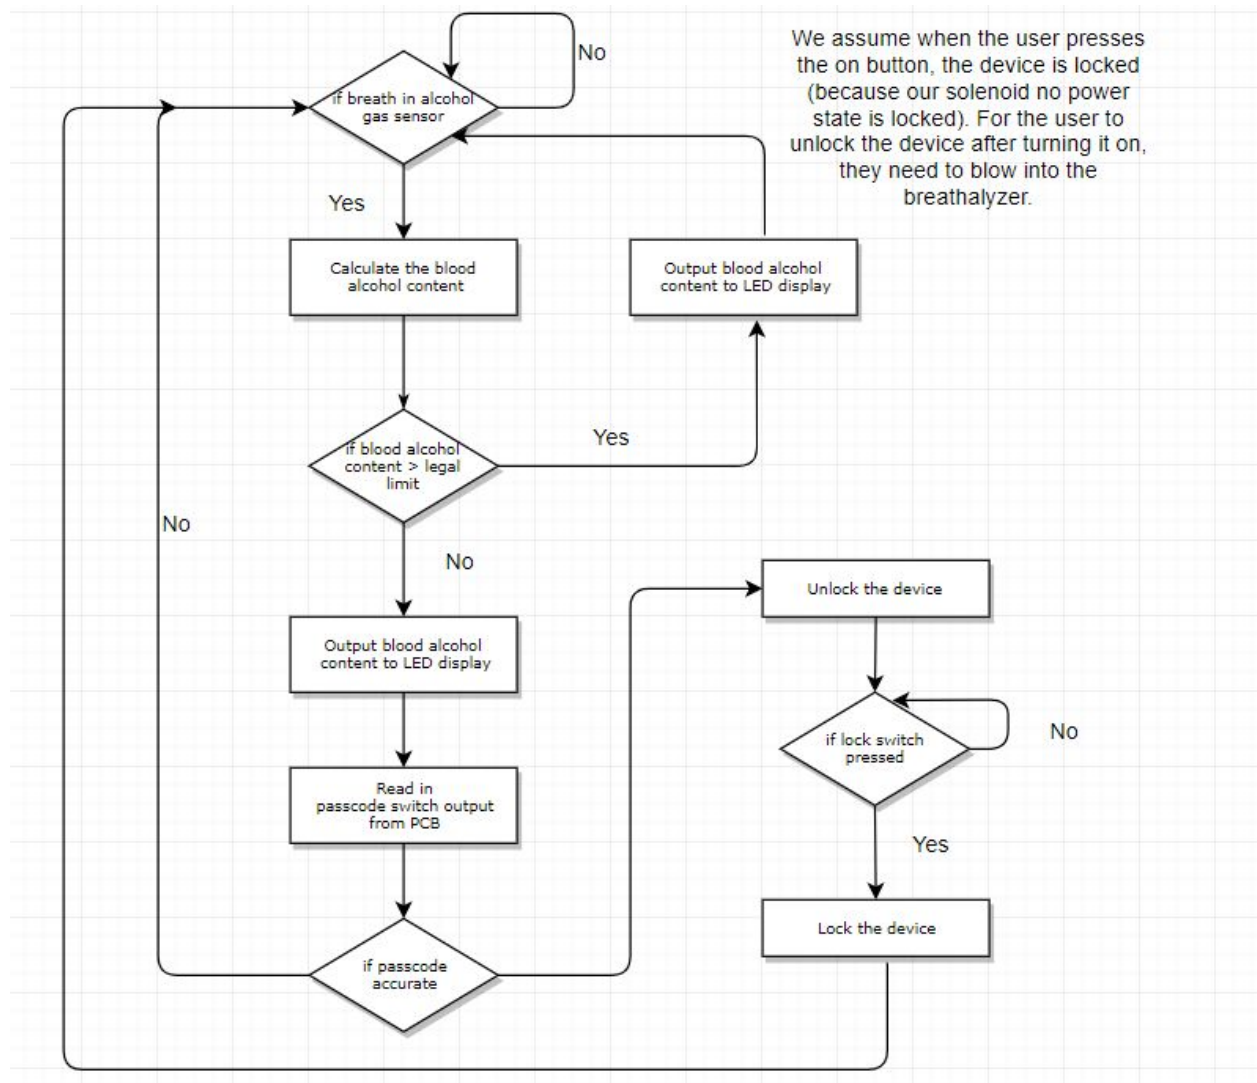 No
We assume when the user presses
the on button, the device is locked
(because our solenoid no power
state is locked). For the user to
unlock the device after turning it on,
they need to blow into the
breathalyzer.
if breath in alcohol
gas sensor
Yes
Calculate the blood
alcohol content
Output blood alcohol
content to LED display
if blood alcohol
content > legal
limit
Yes
No
No
Output blood alcohol
content to LED display
Unlock the device
if lock switch
pressed
No
Read in
passcode switch output
from PCB
Yes
Lock the device
if passcode
accurate